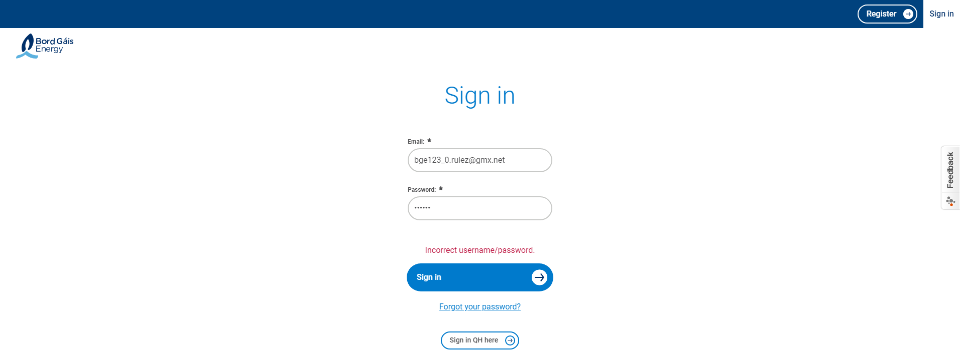 Register
Sign in
Bord Gáis
Energy
Sign in
Email: *
bge123_0.rulez@gmx.net
Password: *
••••••
Incorrect username/password.
Sign in
Forgot your password?
Sign in QH here
Feedback